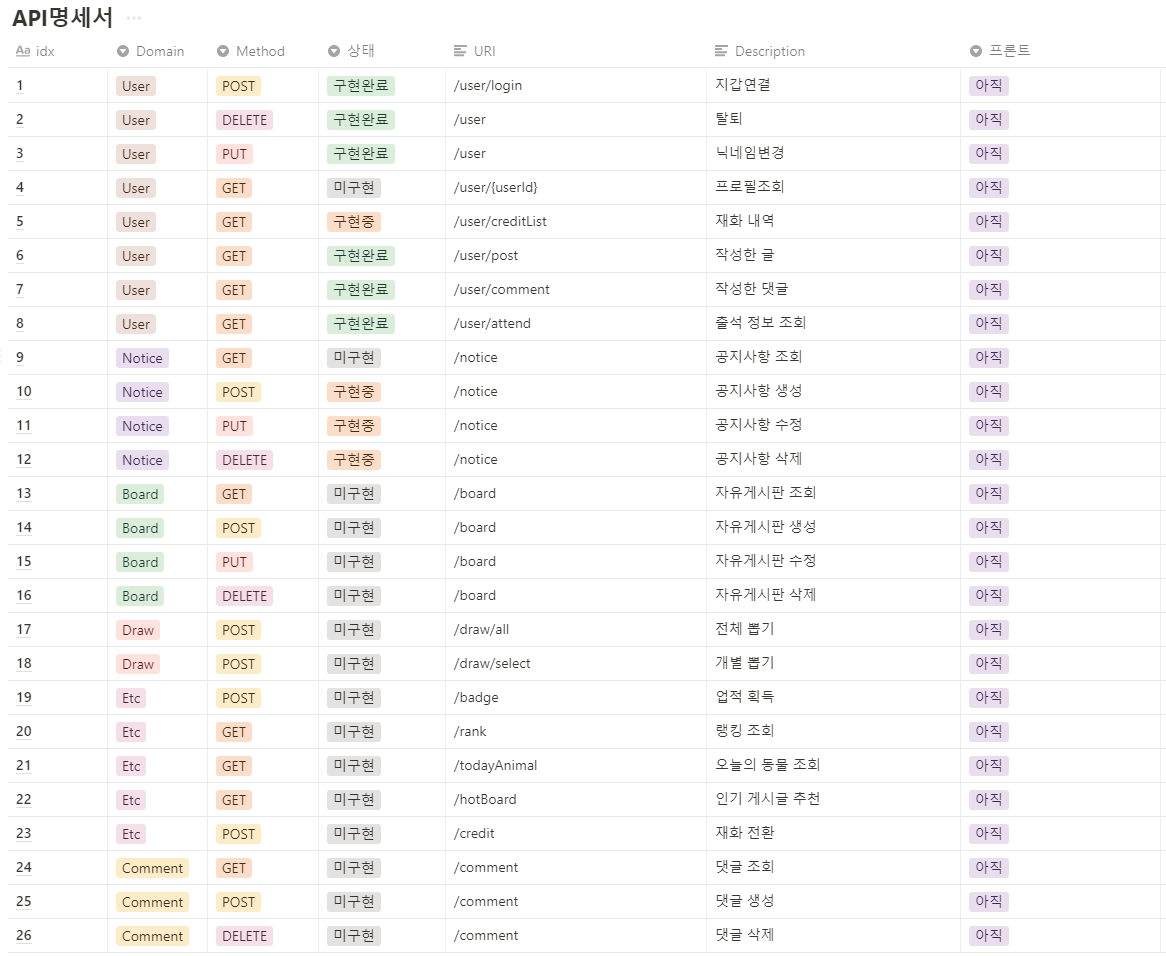 API명세서 ...
Aa idx Domain Method 상태 URI Description 프론트
1 User POST 구현완료 /user/login 지갑연결 아직
2 User DELETE 구현완료 /user 탈퇴 아직
3 User PUT 구현완료 /user 닉네임변경 아직
4 User GET 미구현 /user/{userId} 프로필조회 아직
5 User GET 구현중 /user/creditList 재화 내역 아직
6 User GET 구현완료 /user/post 작성한 글 아직
7 User GET 구현완료 /user/comment 작성한 댓글 아직
8 User GET 구현완료 /user/attend 출석 정보 조회 아직
9 Notice GET 미구현 /notice 공지사항 조회 아직
10 Notice POST 구현중 /notice 공지사항 생성 아직
11 Notice PUT 구현중 /notice 공지사항 수정 아직
12 Notice DELETE 구현중 /notice 공지사항 삭제 아직
13 Board GET 미구현 /board 자유게시판 조회 아직
14 Board POST 미구현 /board 자유게시판 생성 아직
15 Board PUT 미구현 /board 자유게시판 수정 아직
16 Board DELETE 미구현 /board 자유게시판 삭제 아직
17 Draw POST 미구현 /draw/all 전체 뽑기 아직
18 Draw POST 미구현 /draw/select 개별 뽑기 아직
19 Etc POST 미구현 /badge 업적 획득 아직
20 Etc GET 미구현 /rank 랭킹 조회 아직
21 Etc GET 미구현 /todayAnimal 오늘의 동물 조회 아직
22 Etc GET 미구현 /hotBoard 인기 게시글 추천 아직
23 Etc POST 미구현 /credit 재화 전환 아직
24 Comment GET 미구현 /comment 댓글 조회 아직
25 Comment POST 미구현 /comment 댓글 생성 아직
26 Comment DELETE 미구현 /comment 댓글 삭제 아직